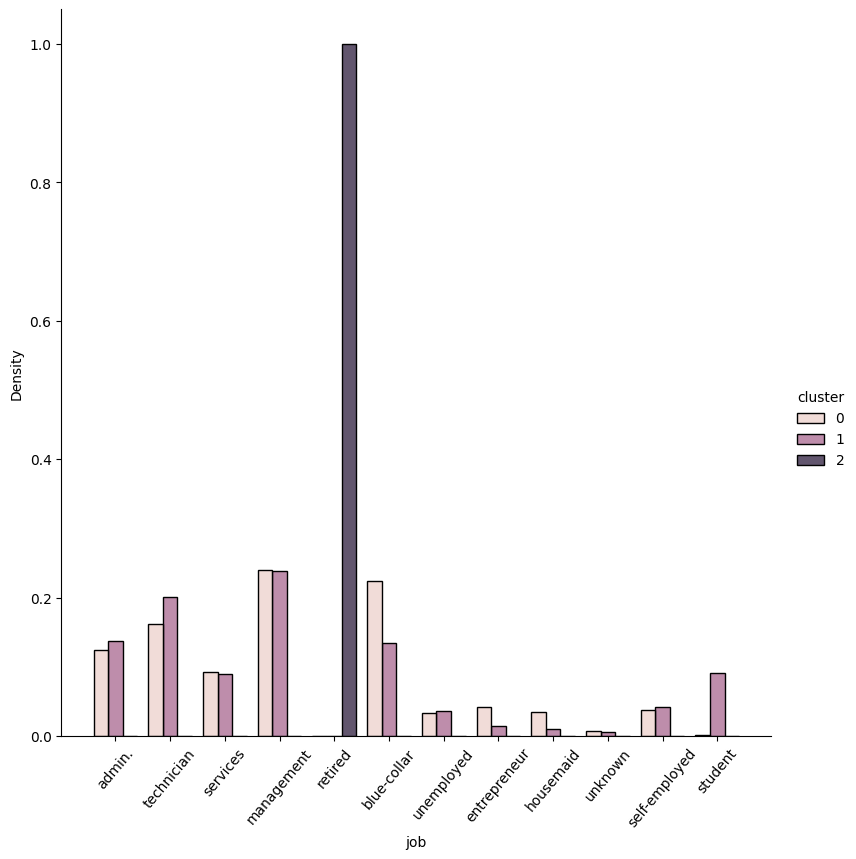 1.0
0.8
0.6
0.4
0.2
0.0
Density
admin.
technician
services
management
retired
blue-collar
unemployed
entrepreneur
housemaid
unknown
self-employed
student
job
cluster
0
1
2